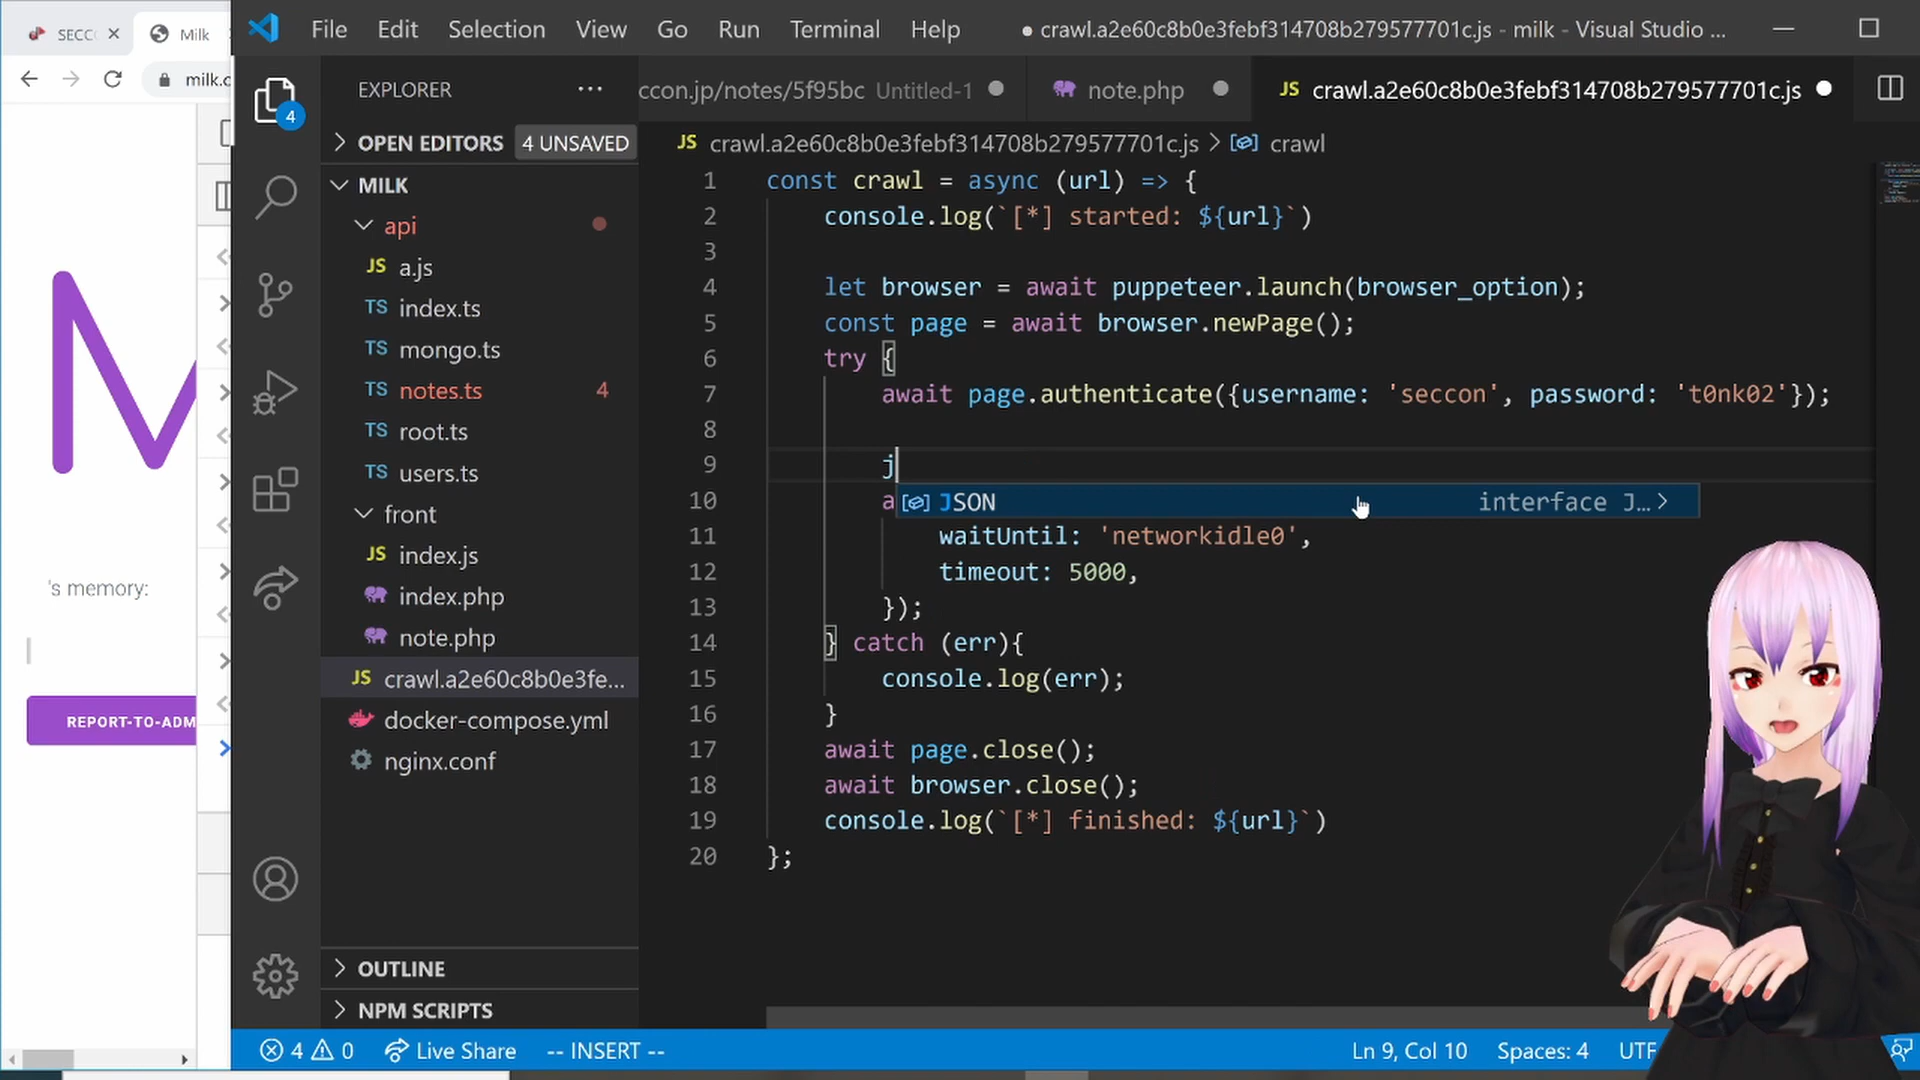 SECC
Milk
milk.c
File Edit Selection View Go Run Terminal Help
● crawl.a2e60c8b0e3febf314708b279577701c.js - milk - Visual Studio ...
EXPLORER
ccon.jp/notes/5f95bc Untitled-1
note.php
JS crawl.a2e60c8b0e3febf314708b279577701c.js
4
OPEN EDITORS 4 UNSAVED
JS crawl.a2e60c8b0e3febf314708b279577701c.js > crawl
MILK
api
JS a.js
TS index.ts
TS mongo.ts
TS notes.ts 4
TS root.ts
TS users.ts
front
JS index.js
index.php
note.php
JS crawl.a2e60c8b0e3fe...
docker-compose.yml
nginx.conf
OUTLINE
NPM SCRIPTS
1 const crawl = async (url) => {
2 console.log(`[*] started: ${url}`)
3
4 let browser = await puppeteer.launch(browser_option);
5 const page = await browser.newPage();
6 try {
7 await page.authenticate({username: 'seccon', password: 't0nk02'});
8
9 j
10 a
JSON interface J...
11 waitUntil: 'networkidle0',
12 timeout: 5000,
13 });
14 } catch (err){
15 console.log(err);
16 }
17 await page.close();
18 await browser.close();
19 console.log(`[*] finished: ${url}`)
20 };
M
's memory:
REPORT-TO-ADM
4 0 Live Share -- INSERT --
Ln 9, Col 10 Spaces: 4 UTF